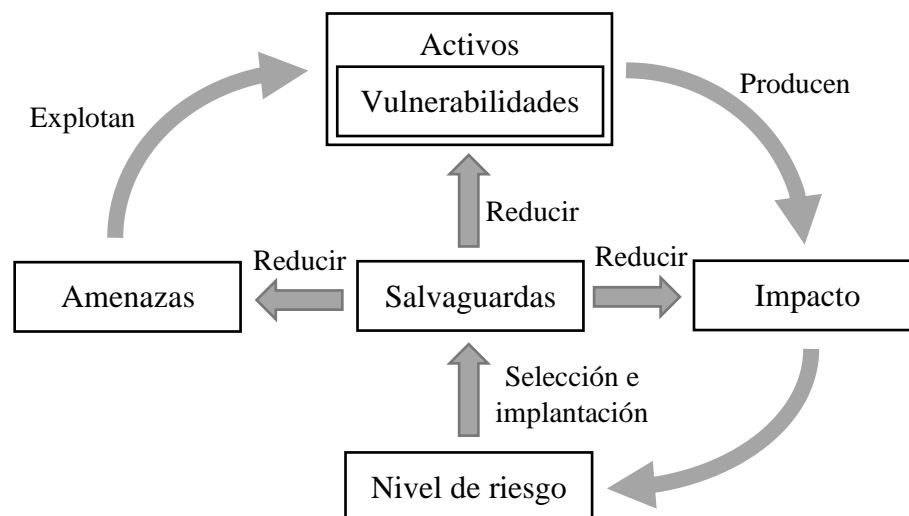 Activos
Vulnerabilidades
Producen
Explotan
Reducir
Reducir
Reducir
Amenazas
Salvaguardas
Impacto
Selección e
implantación
Nivel de riesgo